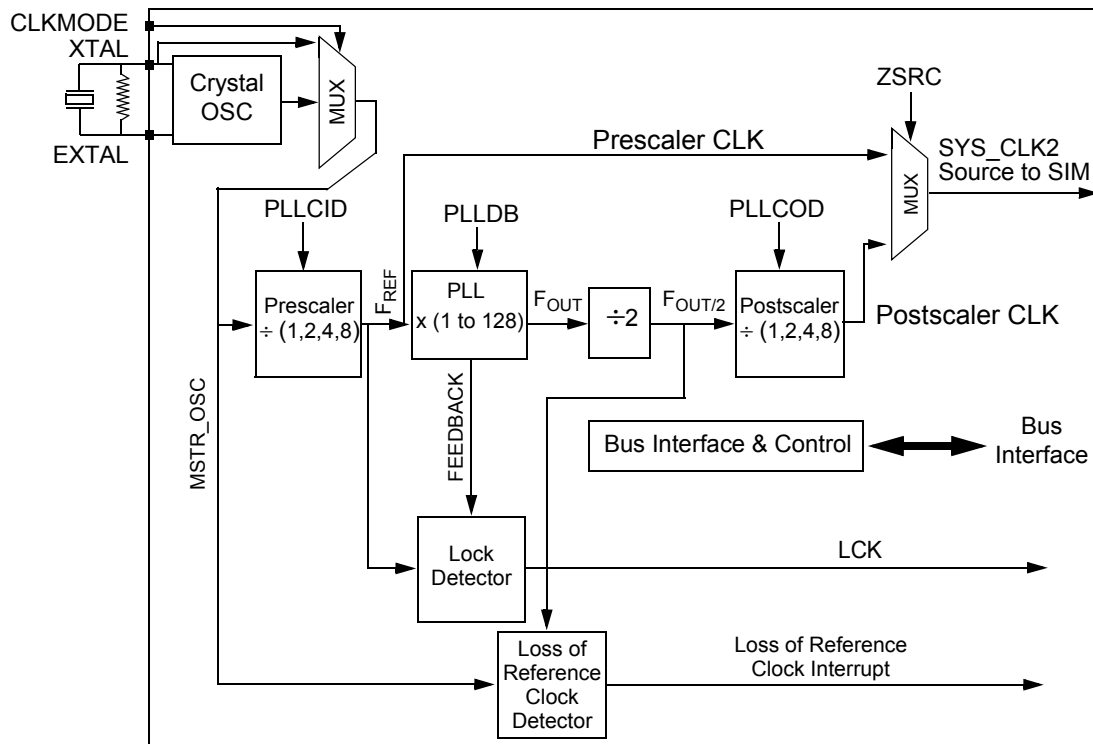 CLKMODE
XTAL
EXTAL
Crystal
OSC
MUX
ZSRC
Prescaler CLK
MUX
SYS_CLK2
Source to SIM
PLLCID
PLLDB
PLLCOD
Prescaler
÷ (1,2,4,8)
FREF
PLL
x (1 to 128)
FOUT
÷2
FOUT/2
Postscaler
÷ (1,2,4,8)
Postscaler CLK
MSTR_OSC
FEEDBACK
Bus Interface & Control
Bus
Interface
Lock
Detector
LCK
Loss of
Reference
Clock
Detector
Loss of Reference
Clock Interrupt